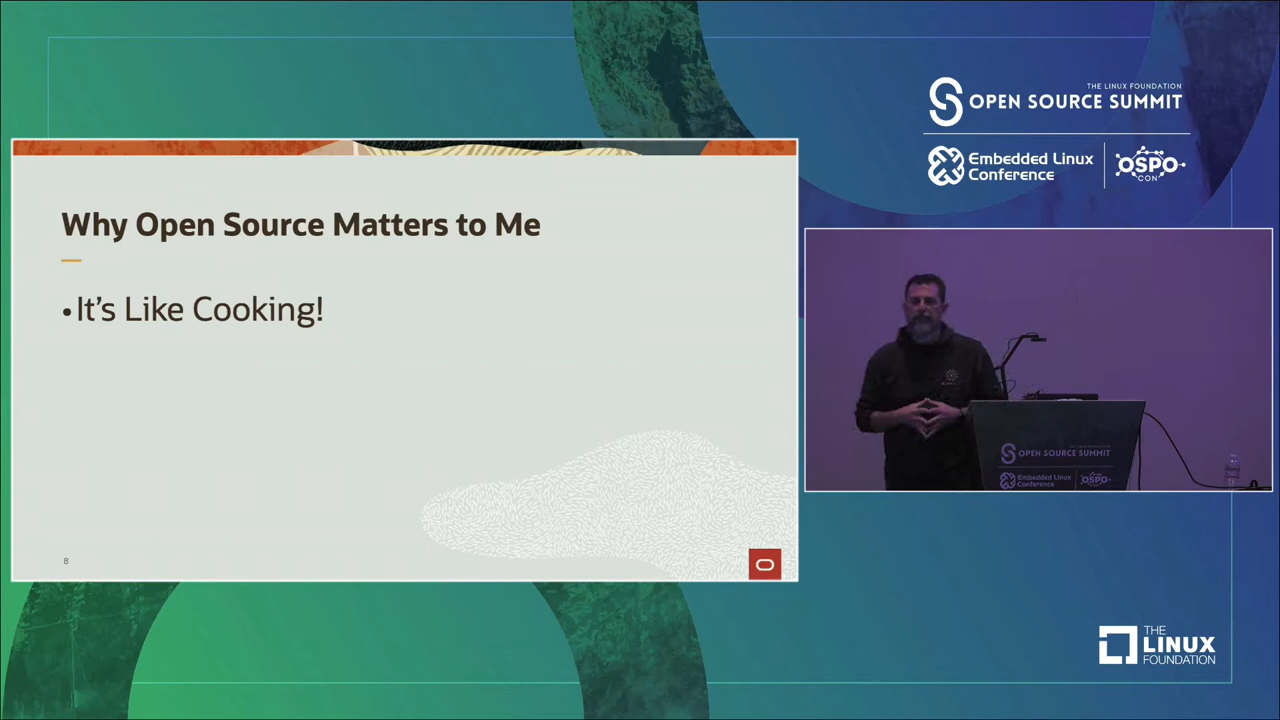 THE LINUX FOUNDATION
OPEN SOURCE SUMMIT
Embedded Linux
Conference
OSPO
CON
Why Open Source Matters to Me
•It's Like Cooking!
8
OPEN SOURCE SUMMIT
Embedded Linux
Conference
OSPO
THE
LINUX
FOUNDATION